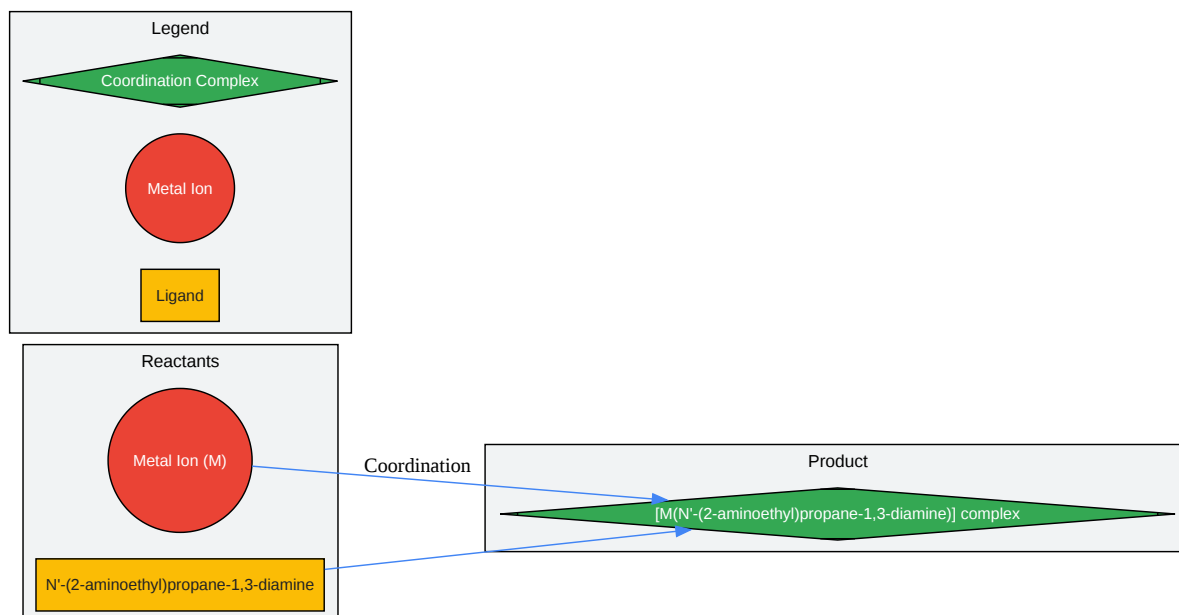 Legend
Coordination Complex
Metal Ion
Ligand
Reactants
Metal Ion (M)
Coordination
N'-(2-aminoethyl)propane-1,3-diamine
Product
[M(N'-(2-aminoethyl)propane-1,3-diamine)] complex